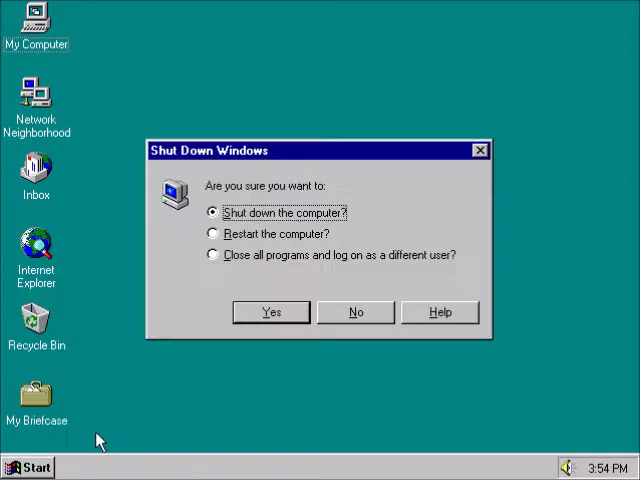 My Computer
Network
Neighborhood
Inbox
Internet
Explorer
Recycle Bin
My Briefcase
Shut Down Windows
Are you sure you want to:
Shut down the computer?
Restart the computer?
Close all programs and log on as a different user?
Yes
No
Help
Start
3:54 PM